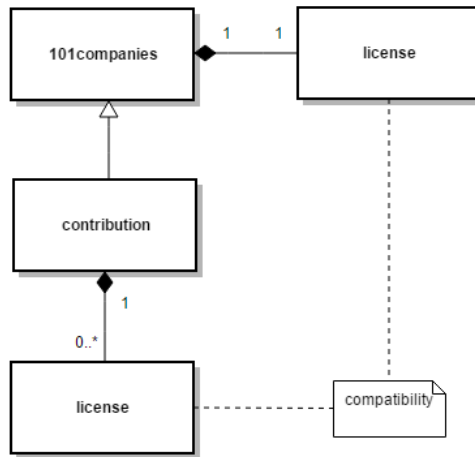 1 1
101companies license
contribution
1
0..*
license compatibility